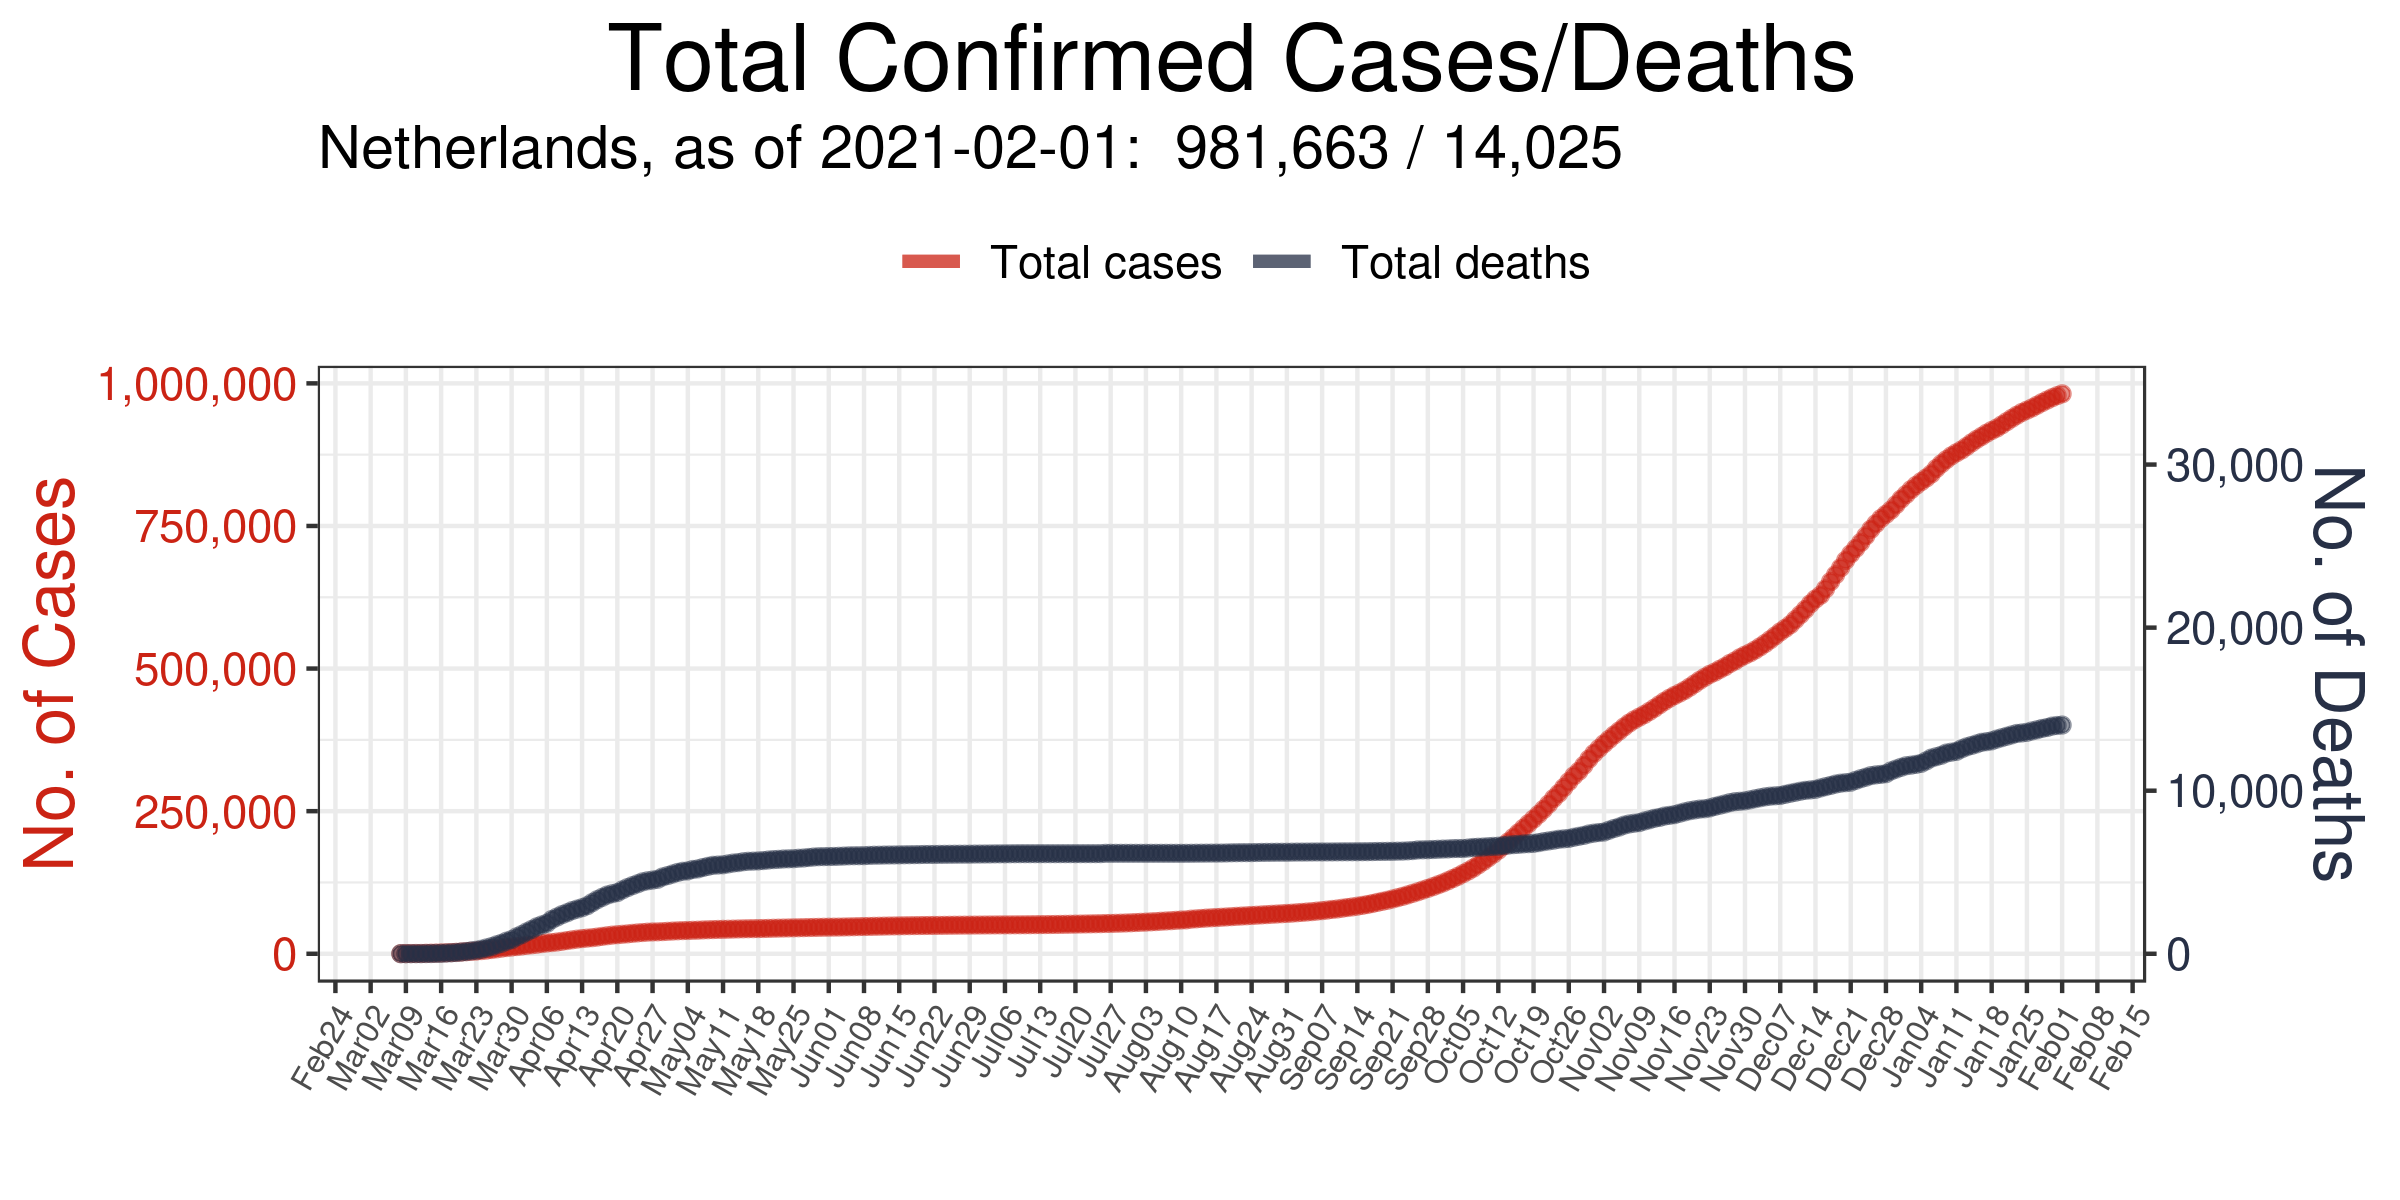 Total Confirmed Cases/Deaths
Netherlands, as of 2021-02-01:  981,663 / 14,025
Total cases
Total deaths
No. of Cases
1,000,000
750,000
500,000
250,000
0
30,000
20,000
10,000
0
No. of Deaths
Feb24
Mar02
Mar09
Mar16
Mar23
Mar30
Apr06
Apr13
Apr20
Apr27
May04
May11
May18
May25
Jun01
Jun08
Jun15
Jun22
Jun29
Jul06
Jul13
Jul20
Jul27
Aug03
Aug10
Aug17
Aug24
Aug31
Sep07
Sep14
Sep21
Sep28
Oct05
Oct12
Oct19
Oct26
Nov02
Nov09
Nov16
Nov23
Nov30
Dec07
Dec14
Dec21
Dec28
Jan04
Jan11
Jan18
Jan25
Feb01
Feb08
Feb15